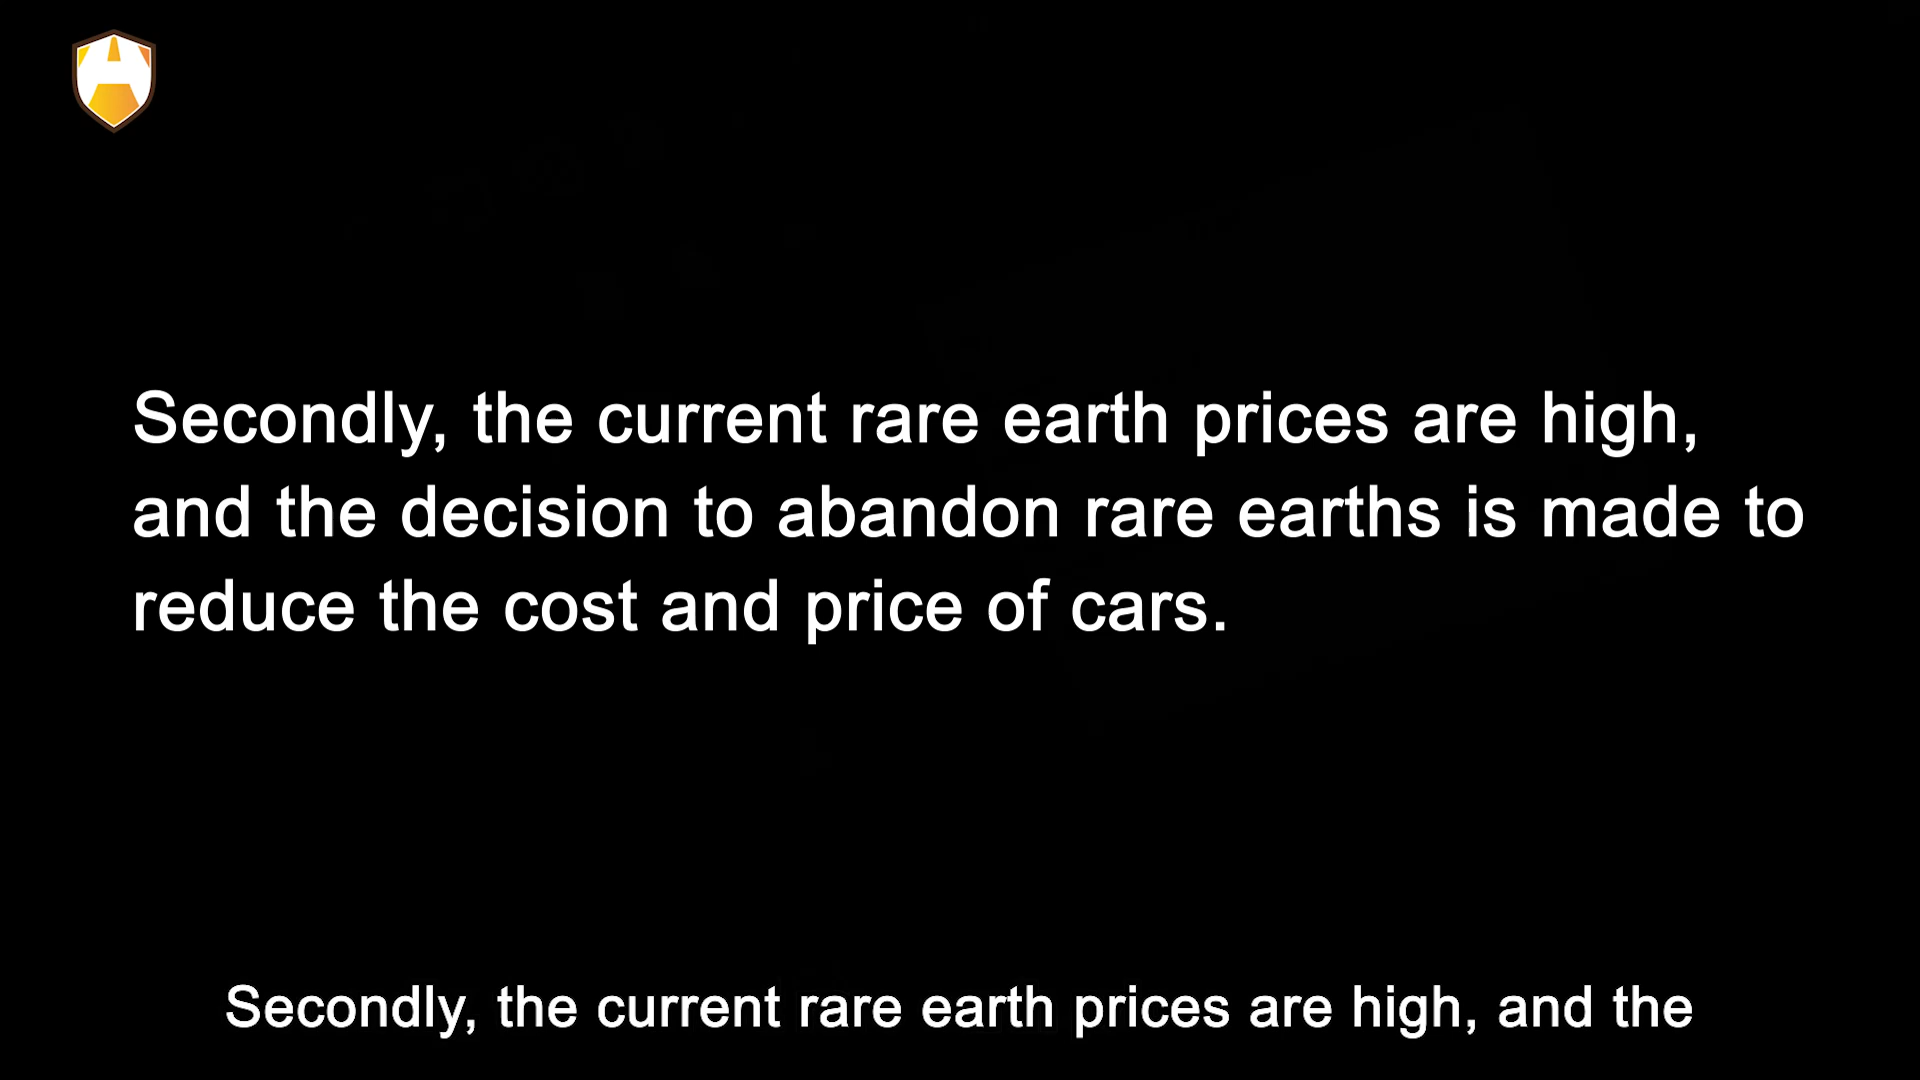 Secondly, the current rare earth prices are high,
and the decision to abandon rare earths is made to
reduce the cost and price of cars.
Secondly, the current rare earth prices are high, and the